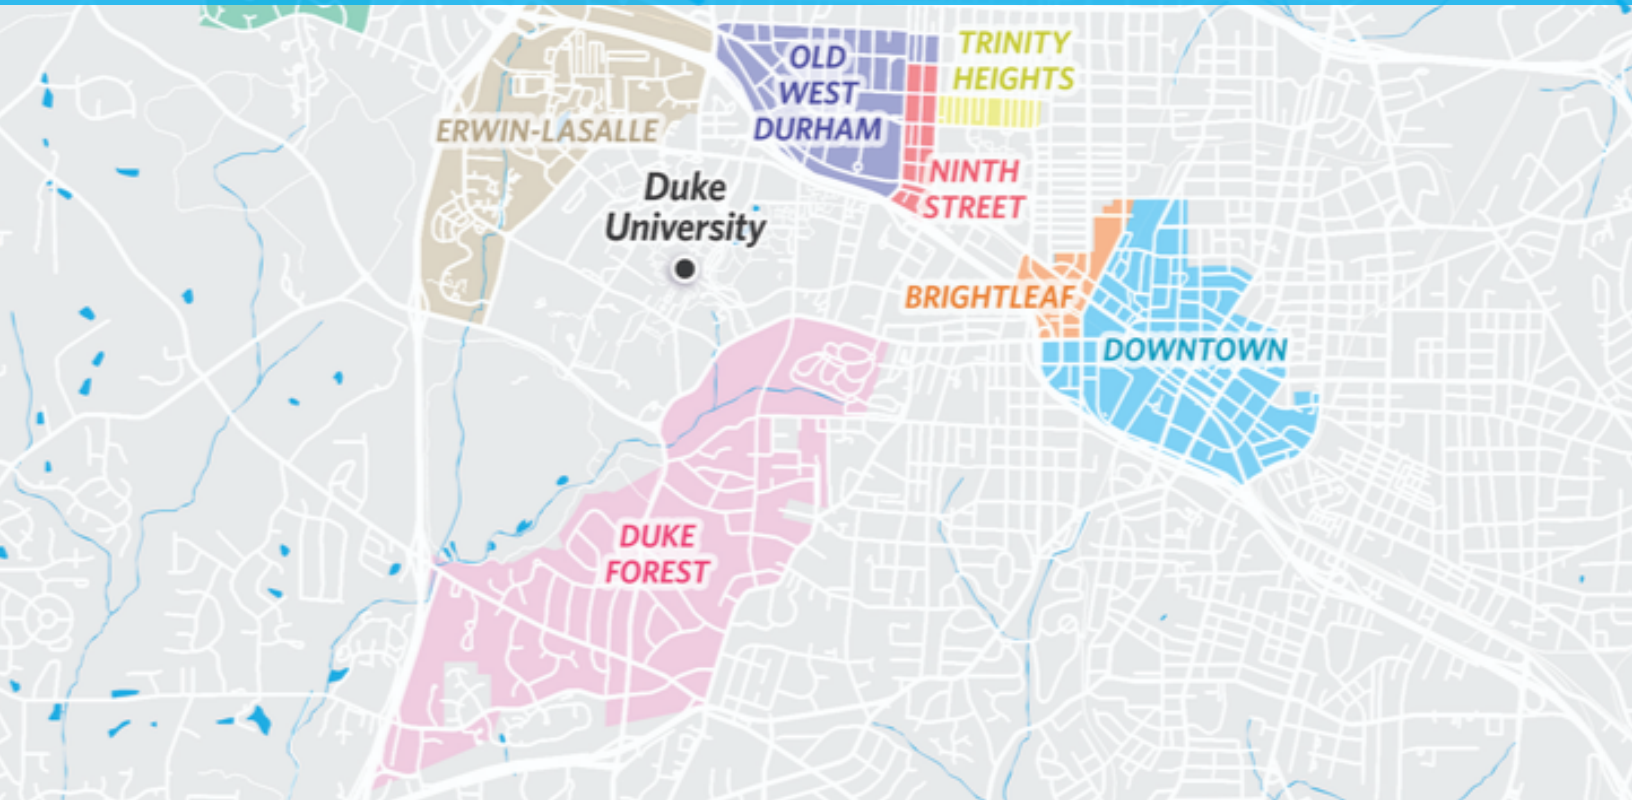 OLD
WEST
DURHAM
TRINITY
HEIGHTS
ERWIN-LASALLE
NINTH
STREET
Duke
University
BRIGHTLEAF
DOWNTOWN
DUKE
FOREST